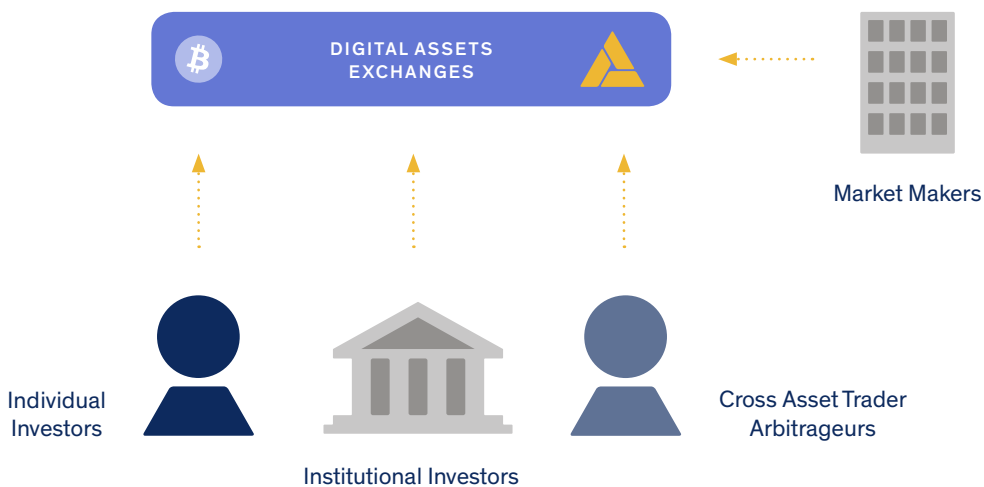 DIGITAL ASSETS
EXCHANGES
Market Makers
Individual
Investors
Institutional Investors
Cross Asset Trader
Arbitrageurs